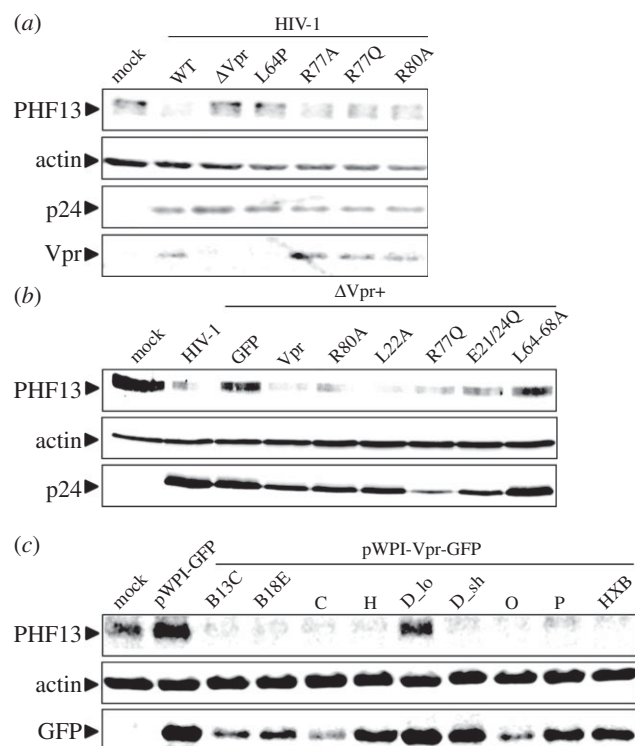 (a)
HIV-1
mock WT ΔVpr L64P R77A R77Q R80A
PHF13
actin
p24
Vpr
(b)
ΔVpr+
mock HIV-1 GFP Vpr R80A L22A R77Q E21/24Q L64-68A
PHF13
actin
p24
(c)
pWPI-Vpr-GFP
mock pWPI-GFP B13C B18E C H D_lo D_sh O P HXB
PHF13
actin
GFP